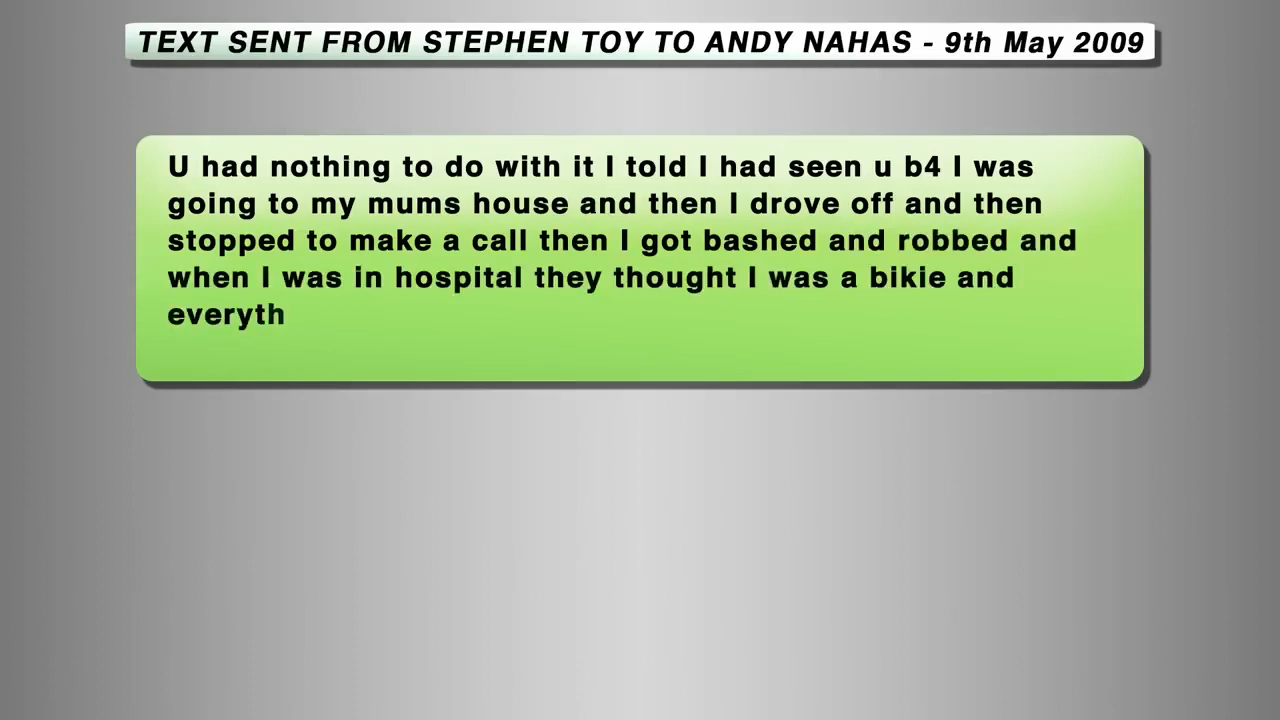 TEXT SENT FROM STEPHEN TOY TO ANDY NAHAS - 9th May 2009
U had nothing to do with it I told I had seen u b4 I was
going to my mums house and then I drove off and then
stopped to make a call then I got bashed and robbed and
when I was in hospital they thought I was a bikie and
everyth